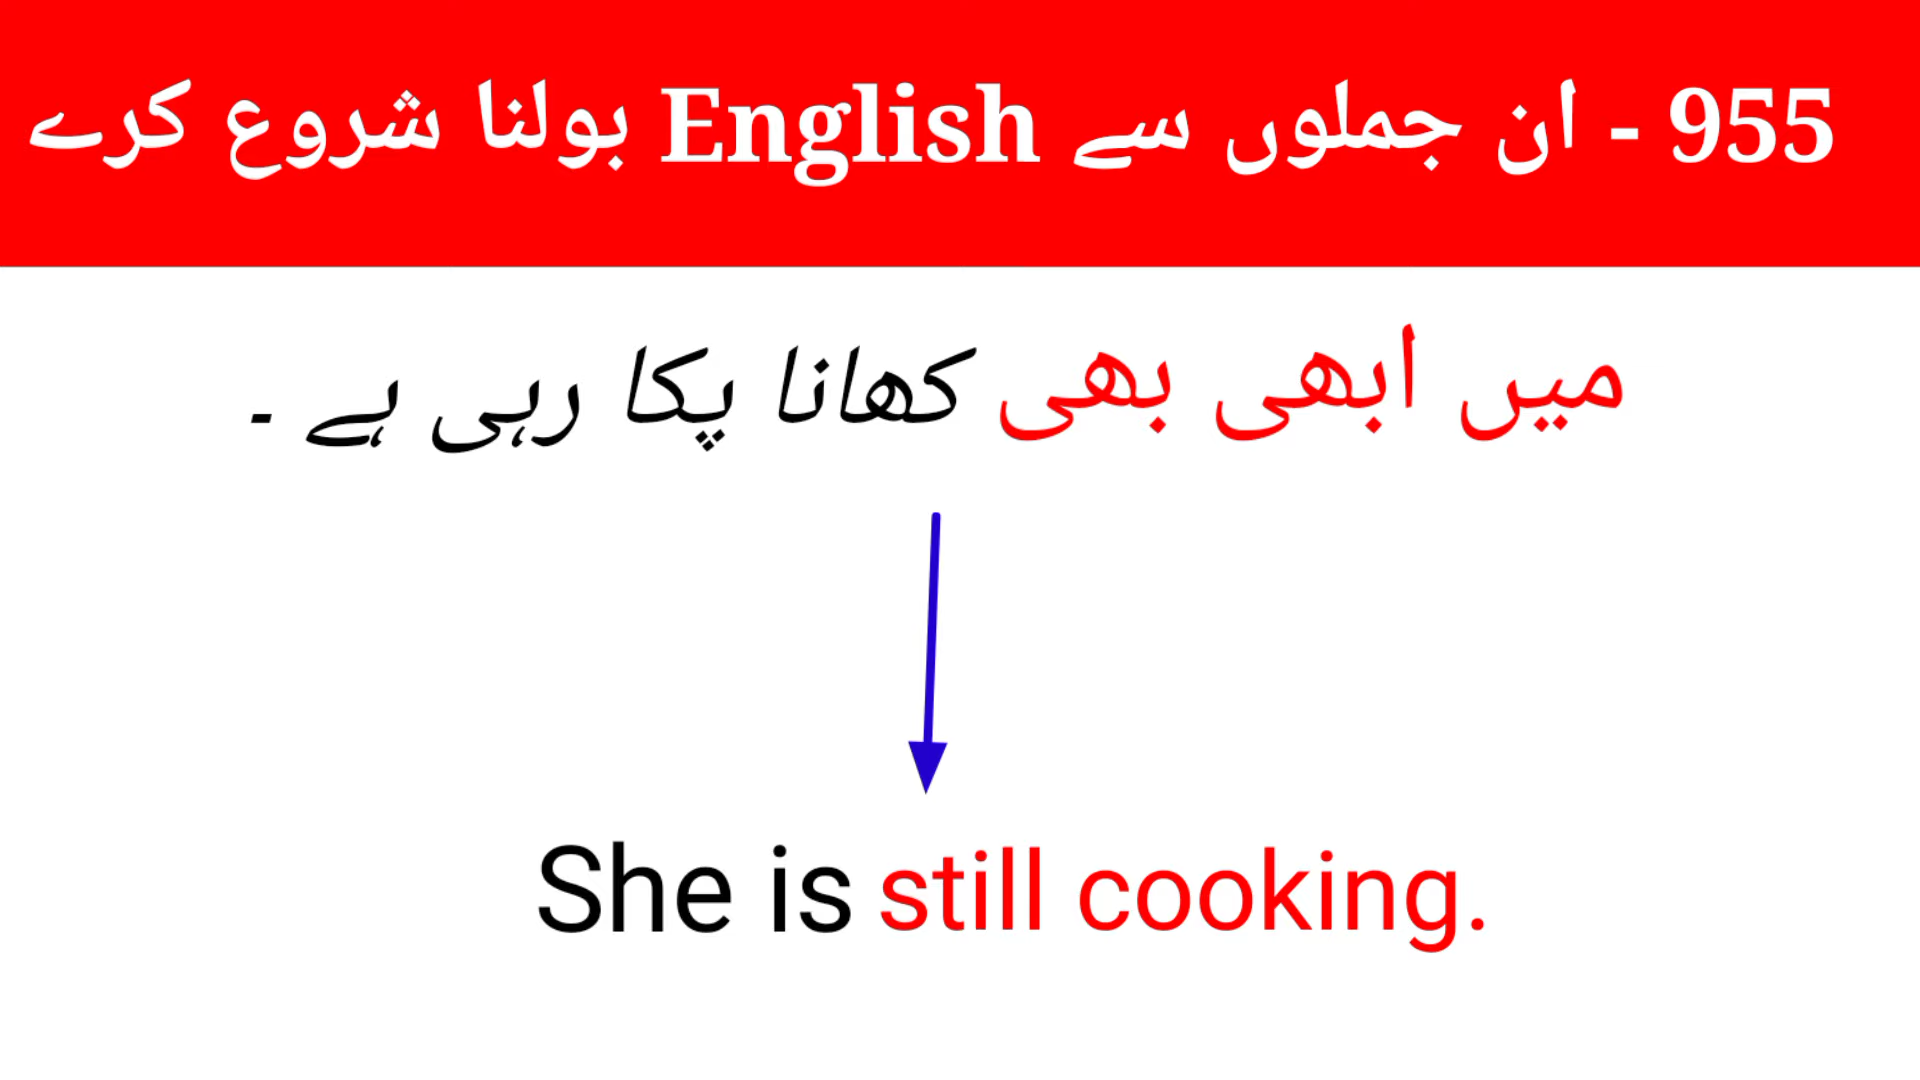 955 - ان جملوں سے English بولنا شروع کرے
میں ابھی بھی کھانا پکا رہی ہے ۔
She is still cooking.